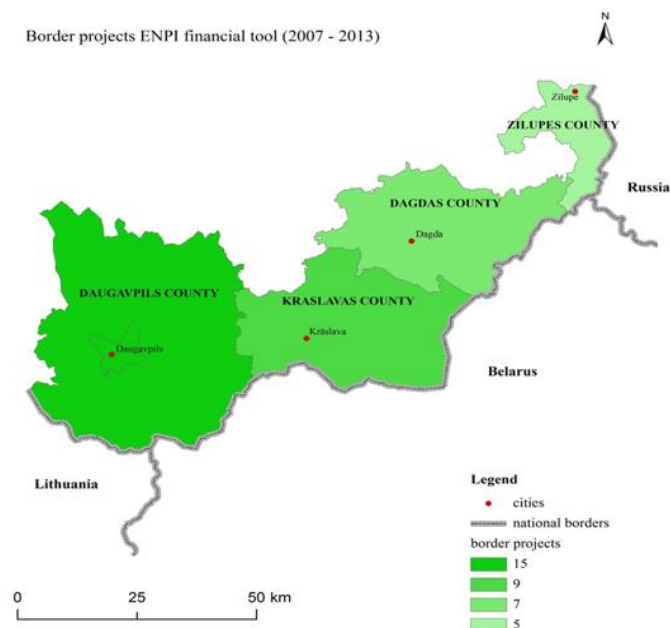 Border projects ENPI financial tool (2007 - 2013)
N
Zilupe
ZILUPES COUNTY
Russia
DAGDAS COUNTY
Dagda
DAUGAVPILS COUNTY
KRASLAVAS COUNTY
Krāslava
Daugavpils
Belarus
Lithuania
Legend
cities
national borders
border projects
15
9
7
5
0 25 50 km